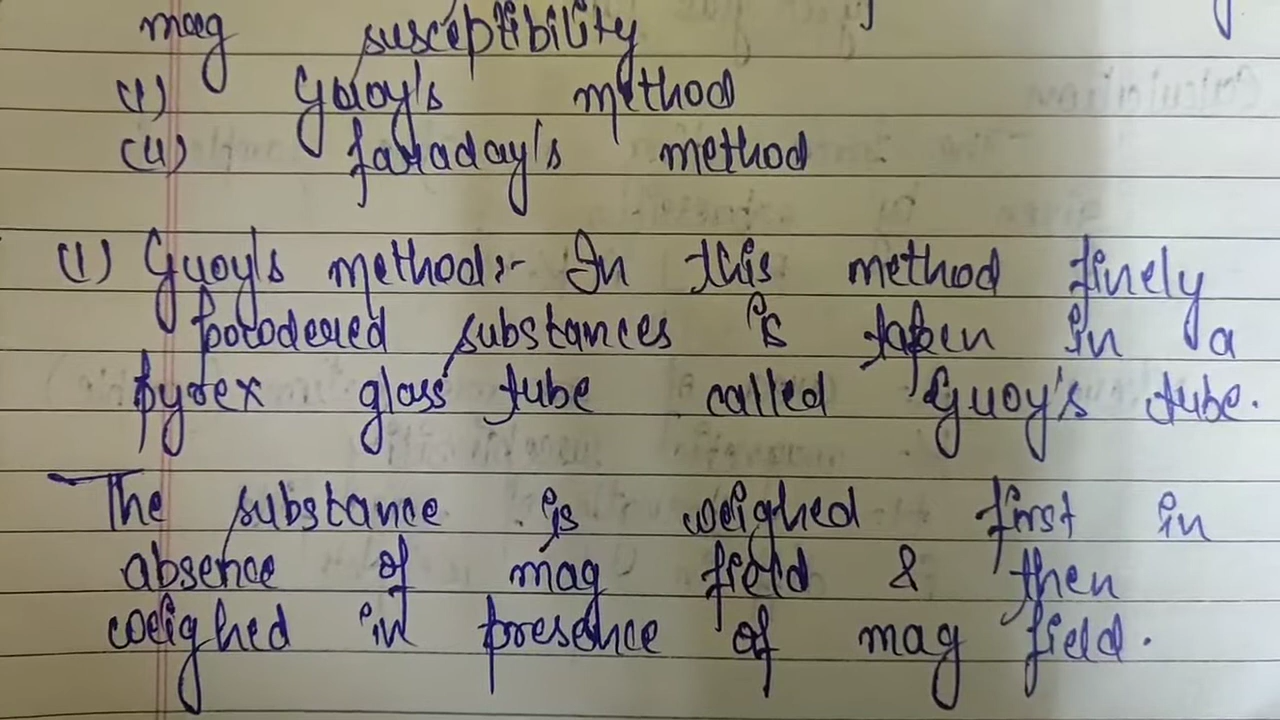 mag susceptibility
(1) Guoy's method
(11) faraday's method
(1) Guoy's method:- In this method finely
powdered substances is taken in a
pyrex glass tube called Guoy's tube.
The substance is weighed first in
absence of mag field & then
weighed in presence of mag field.